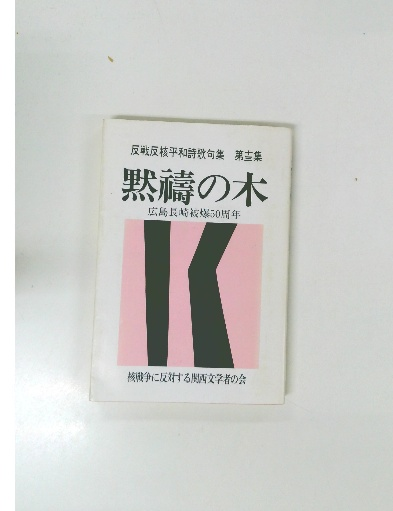 反戦反核平和詩歌句集 第十三集
黙禱の木
広島長崎被爆50周年
核戦争に反対する関西文学者の会